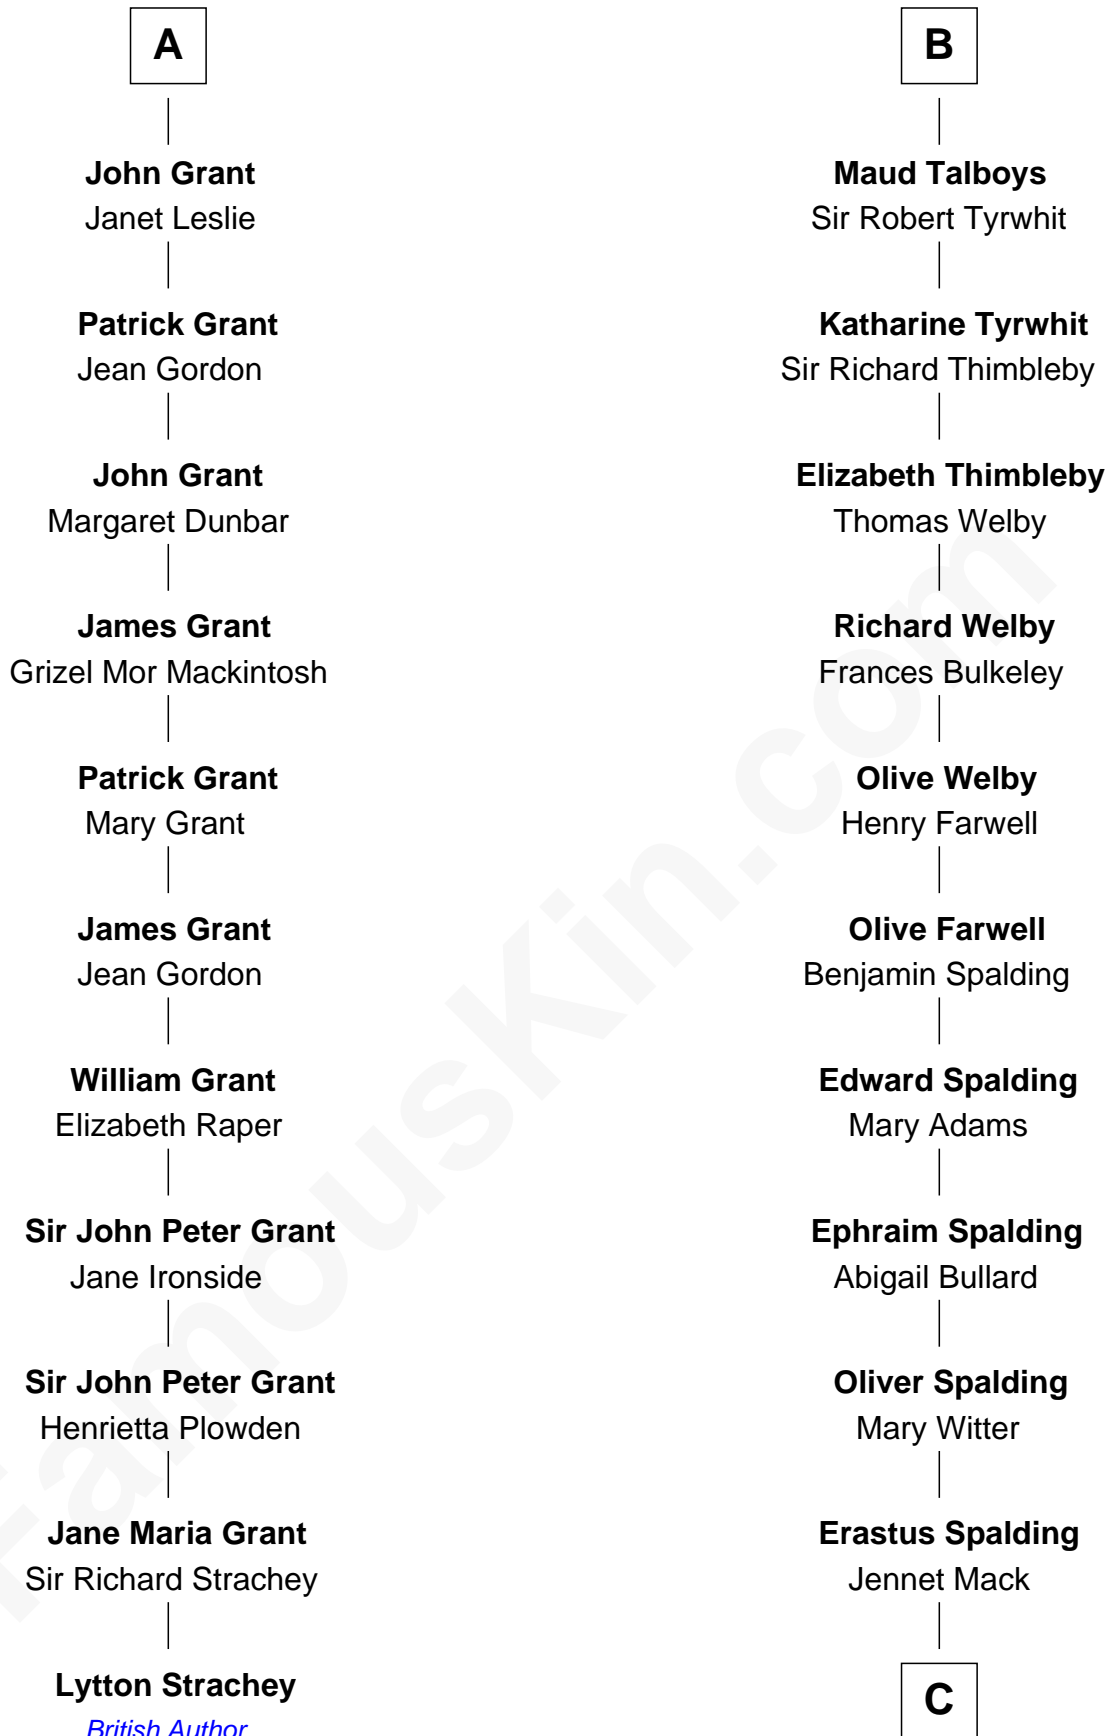 A
John Grant
Janet Leslie
Patrick Grant
Jean Gordon
John Grant
Margaret Dunbar
James Grant
Grizel Mor Mackintosh
Patrick Grant
Mary Grant
James Grant
Jean Gordon
William Grant
Elizabeth Raper
Sir John Peter Grant
Jane Ironside
Sir John Peter Grant
Henrietta Plowden
Jane Maria Grant
Sir Richard Strachey
Lytton Strachey
British Author
B
Maud Talboys
Sir Robert Tyrwhit
Katharine Tyrwhit
Sir Richard Thimbleby
Elizabeth Thimbleby
Thomas Welby
Richard Welby
Frances Bulkeley
Olive Welby
Henry Farwell
Olive Farwell
Benjamin Spalding
Edward Spalding
Mary Adams
Ephraim Spalding
Abigail Bullard
Oliver Spalding
Mary Witter
Erastus Spalding
Jennet Mack
C
FamousKin.com